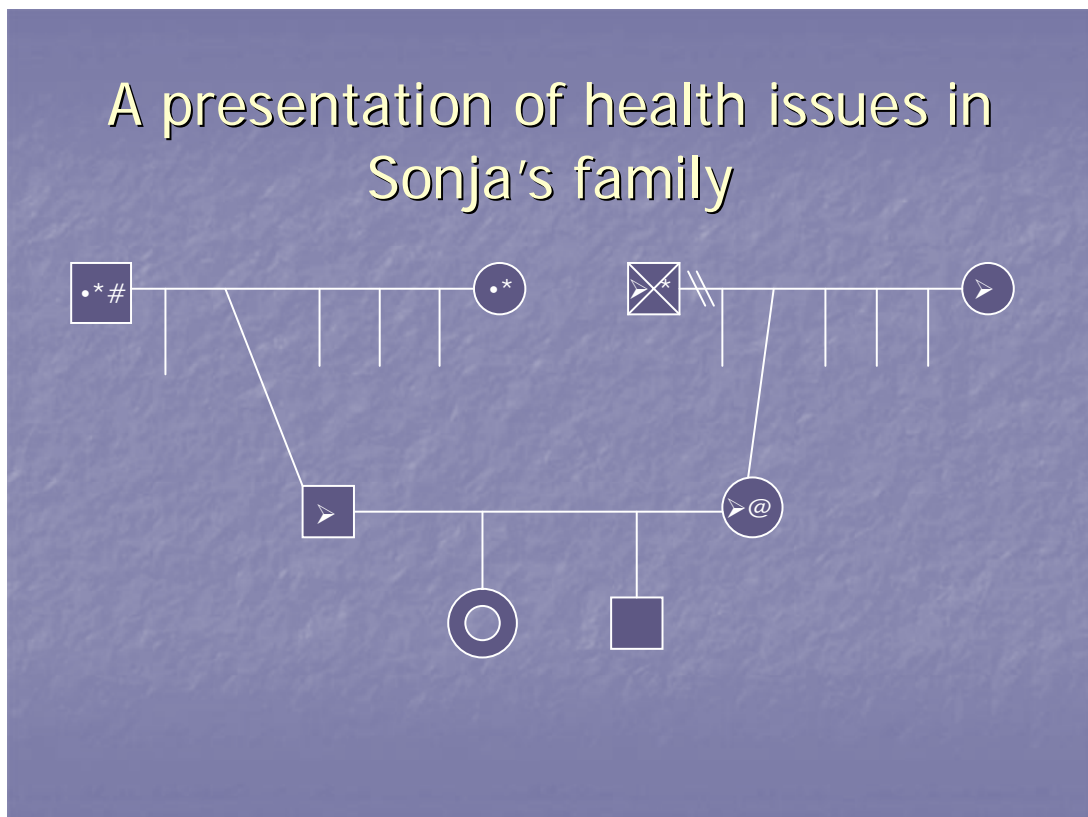 A presentation of health issues in
Sonja's family
•*# •* ➢* ➢
➢ ➢@